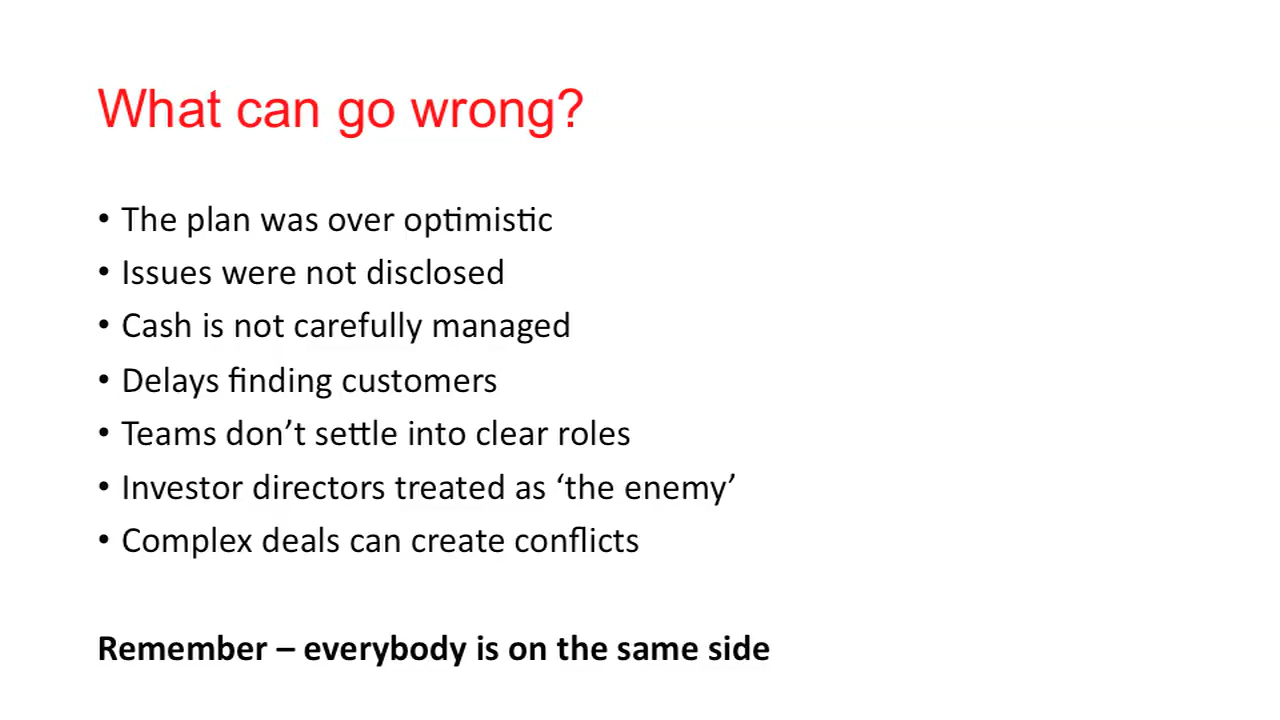 What can go wrong?
• The plan was over optimistic
• Issues were not disclosed
• Cash is not carefully managed
• Delays finding customers
• Teams don’t settle into clear roles
• Investor directors treated as ‘the enemy’
• Complex deals can create conflicts
Remember – everybody is on the same side